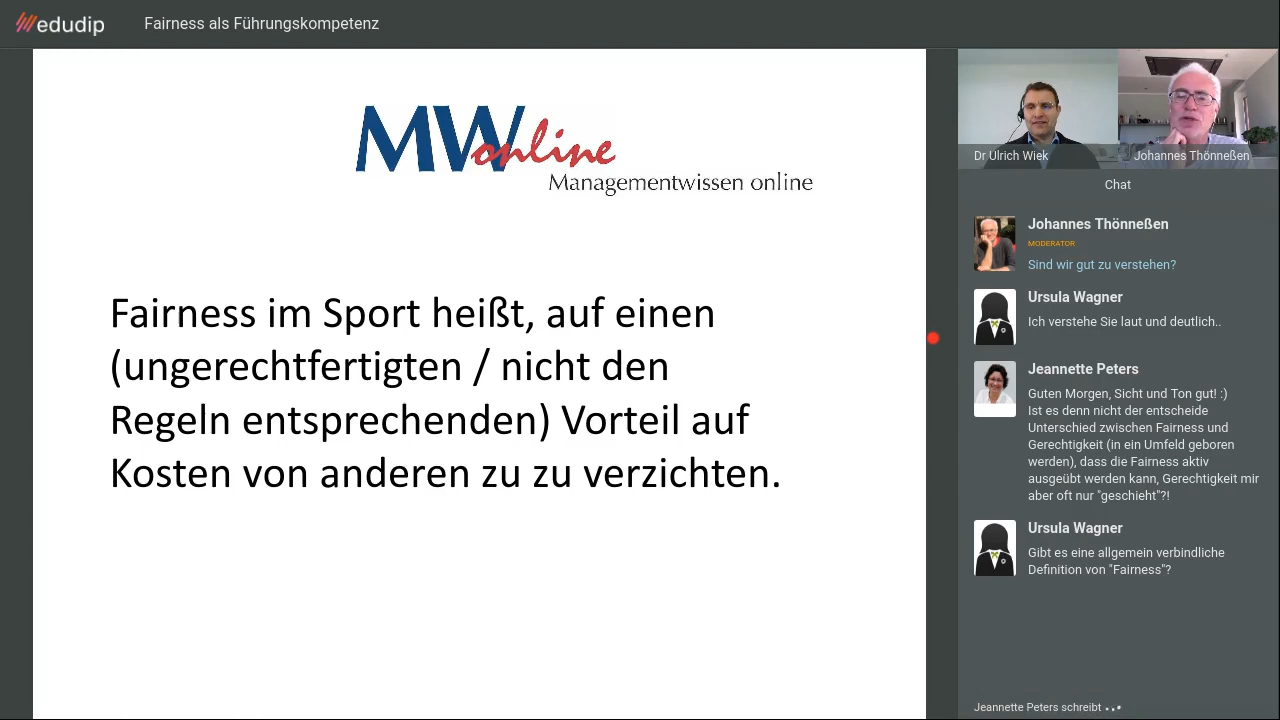 edudip
Fairness als Führungskompetenz
MWonline
Managementwissen online
Fairness im Sport heißt, auf einen
(ungerechtfertigten / nicht den
Regeln entsprechenden) Vorteil auf
Kosten von anderen zu zu verzichten.
Dr Ulrich Wiek
Johannes Thönneßen
Chat
Johannes Thönneßen
MODERATOR
Sind wir gut zu verstehen?
Ursula Wagner
Ich verstehe Sie laut und deutlich..
Jeannette Peters
Guten Morgen, Sicht und Ton gut! :)
Ist es denn nicht der entscheide
Unterschied zwischen Fairness und
Gerechtigkeit (in ein Umfeld geboren
werden), dass die Fairness aktiv
ausgeübt werden kann, Gerechtigkeit mir
aber oft nur "geschieht"?!
Ursula Wagner
Gibt es eine allgemein verbindliche
Definition von "Fairness"?
Jeannette Peters schreibt